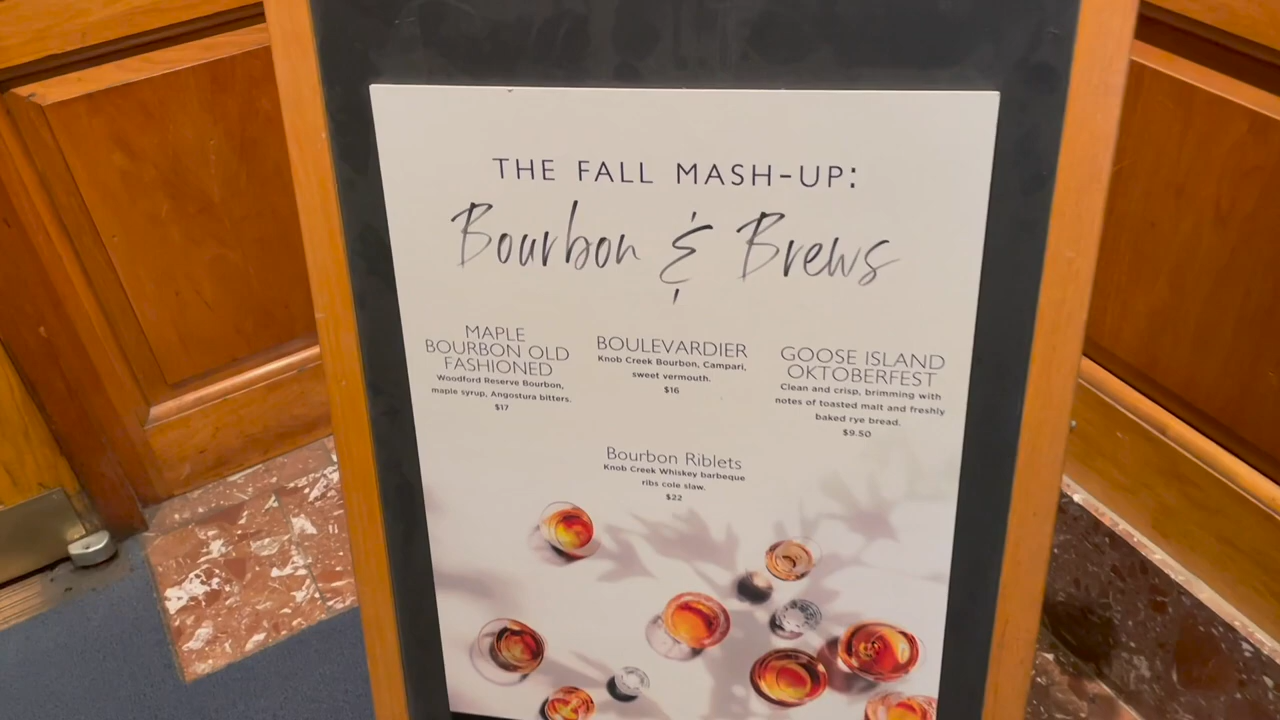 THE FALL MASH-UP:
Bourbon & Brews
MAPLE
BOURBON OLD
FASHIONED
Woodford Reserve Bourbon,
maple syrup, Angostura bitters.
$17
BOULEVARDIER
Knob Creek Bourbon, Campari,
sweet vermouth.
$16
GOOSE ISLAND
OKTOBERFEST
Clean and crisp, brimming with
notes of toasted malt and freshly
baked rye bread.
$9.50
Bourbon Riblets
Knob Creek Whiskey barbeque
ribs cole slaw.
$22